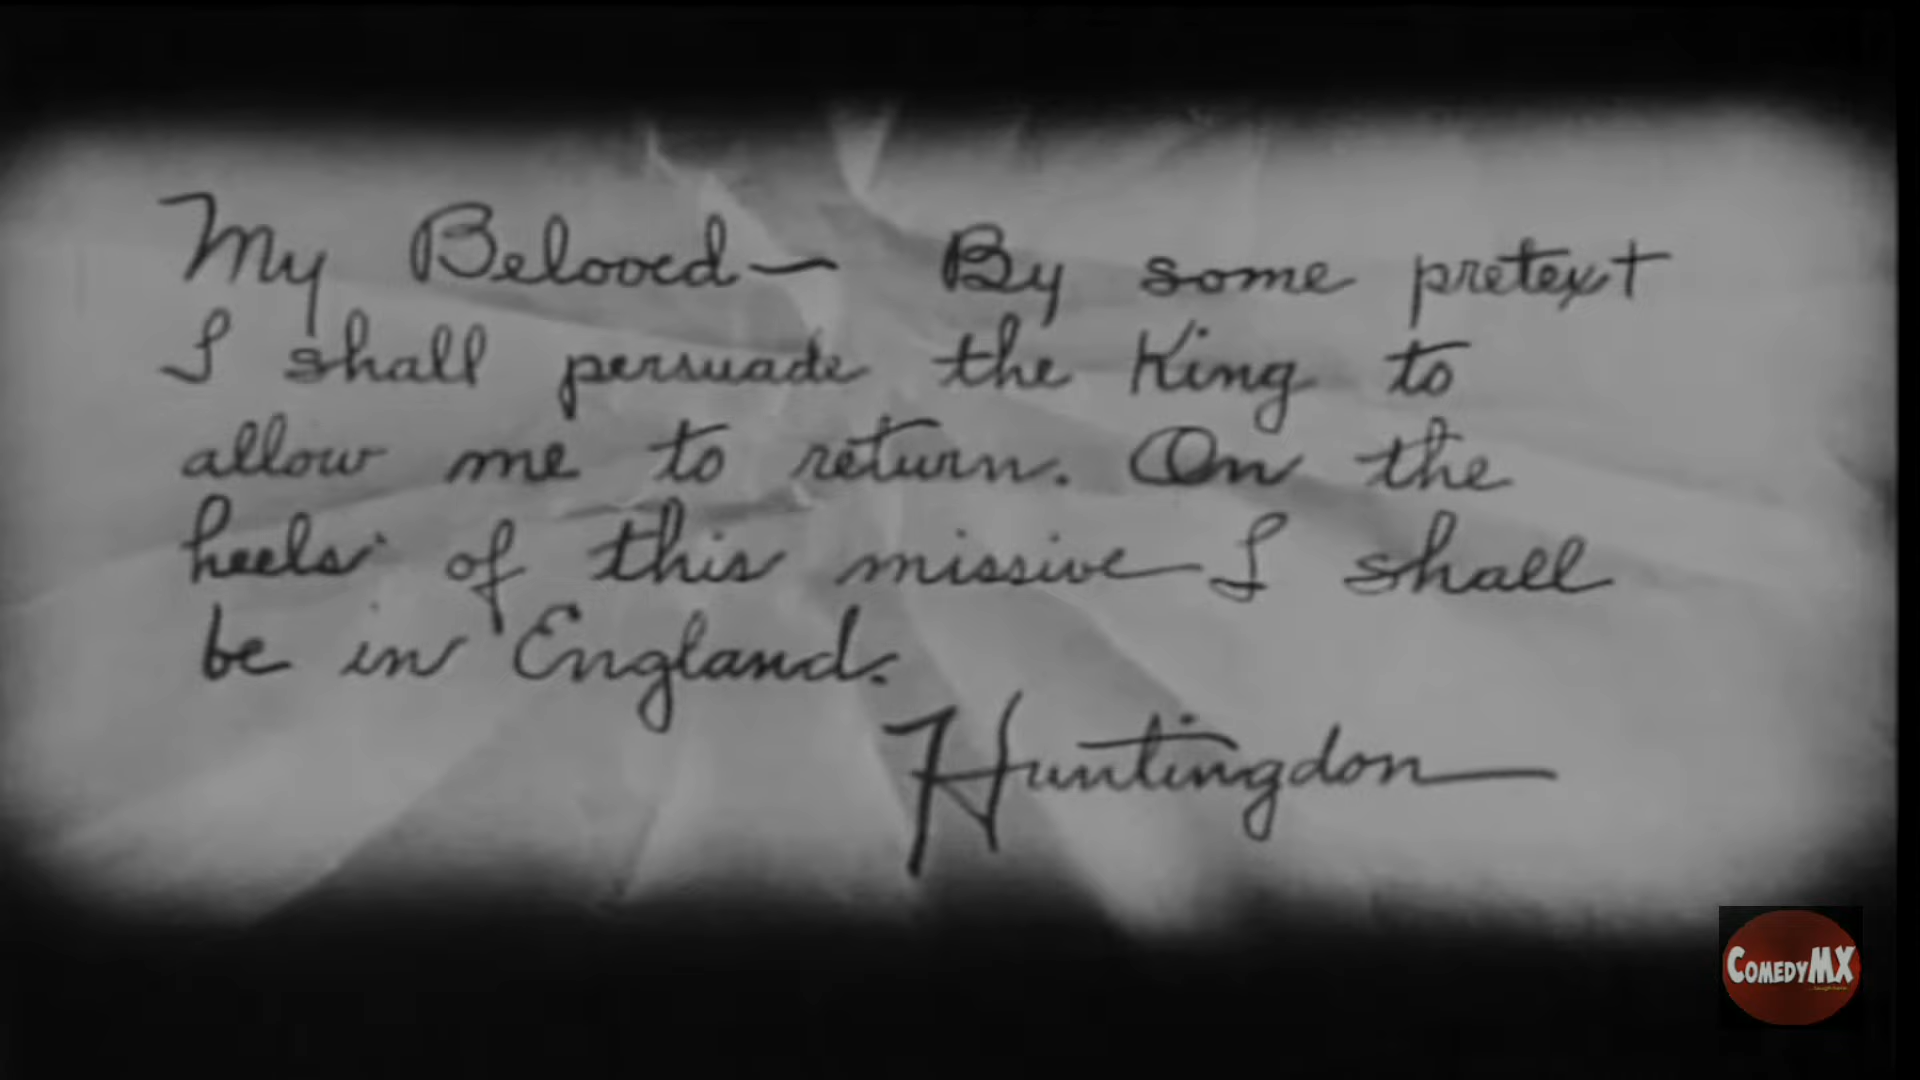 My Beloved— By some pretext
I shall persuade the King to
allow me to return. On the
heels of this missive I shall
be in England.
Huntingdon
COMEDYMX